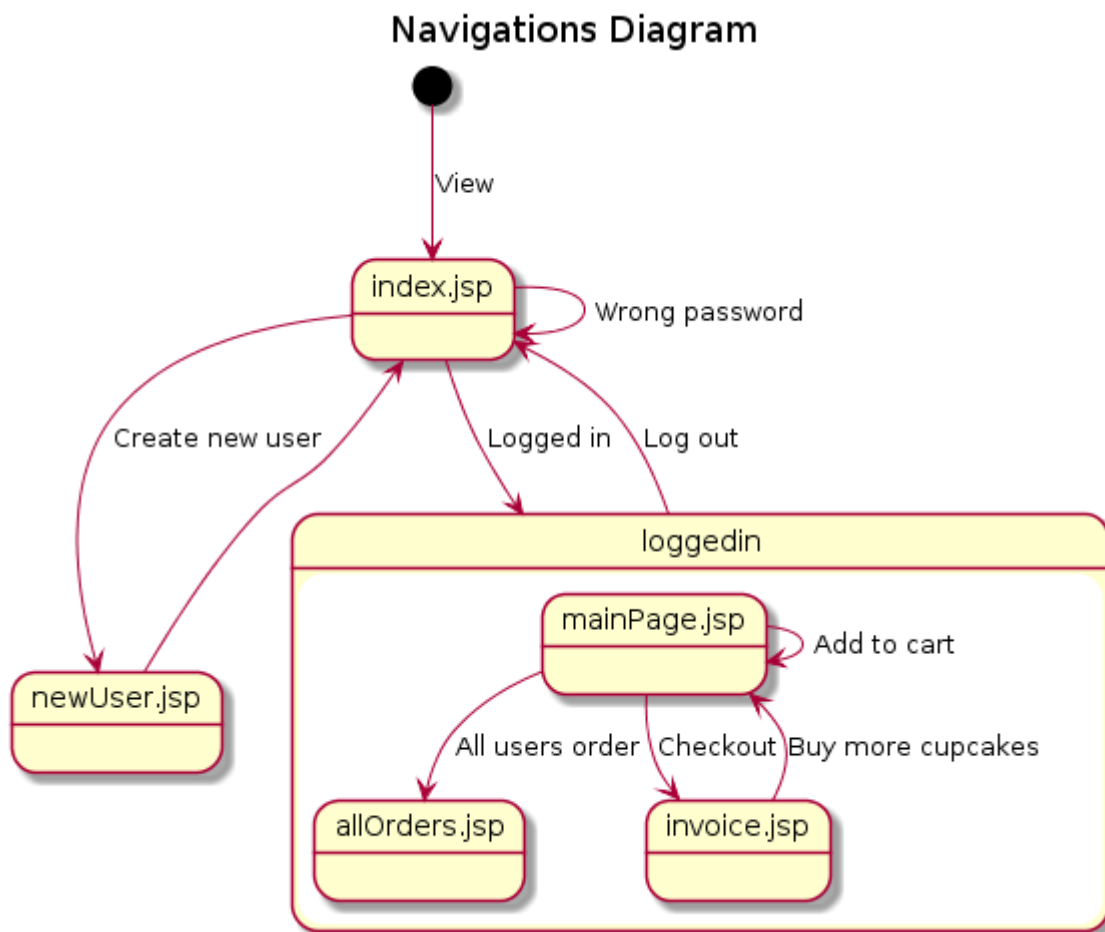 Navigations Diagram
View
index.jsp
Wrong password
Create new user
Logged in
Log out
loggedin
mainPage.jsp
Add to cart
newUser.jsp
All users order
Checkout
Buy more cupcakes
allOrders.jsp
invoice.jsp